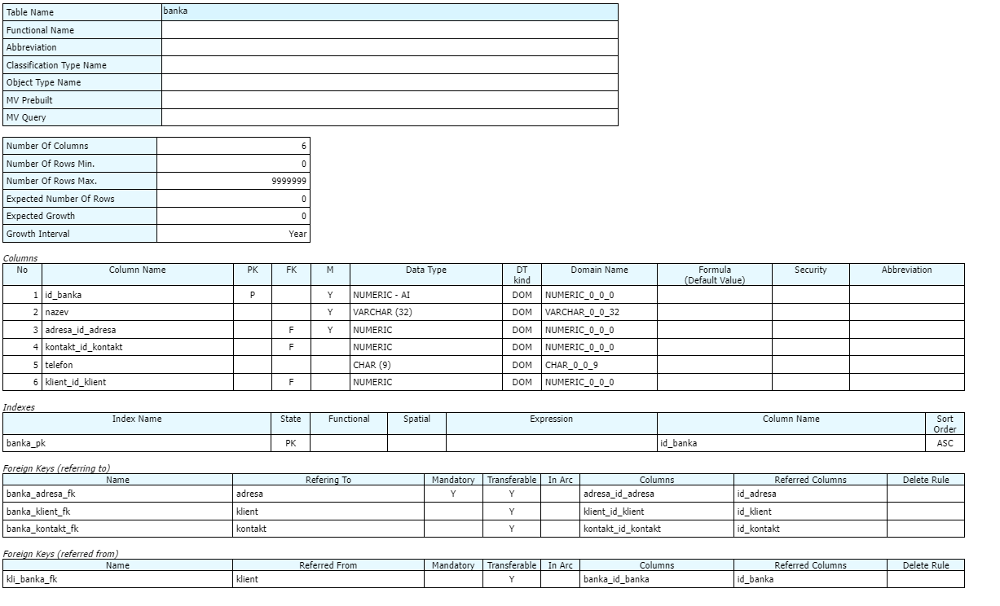 Table Name banka
Functional Name
Abbreviation
Classification Type Name
Object Type Name
MV Prebuilt
MV Query
Number Of Columns 6
Number Of Rows Min. 0
Number Of Rows Max. 9999999
Expected Number Of Rows 0
Expected Growth 0
Growth Interval Year
Columns
No Column Name PK FK M Data Type DT kind Domain Name Formula (Default Value) Security Abbreviation
1 id_banka P Y NUMERIC - AI DOM NUMERIC_0_0_0
2 nazev Y VARCHAR (32) DOM VARCHAR_0_0_32
3 adresa_id_adresa F Y NUMERIC DOM NUMERIC_0_0_0
4 kontakt_id_kontakt F NUMERIC DOM NUMERIC_0_0_0
5 telefon CHAR (9) DOM CHAR_0_0_9
6 klient_id_klient F NUMERIC DOM NUMERIC_0_0_0
Indexes
Index Name State Functional Spatial Expression Column Name Sort Order
banka_pk PK id_banka ASC
Foreign Keys (referring to)
Name Refering To Mandatory Transferable In Arc Columns Referred Columns Delete Rule
banka_adresa_fk adresa Y Y adresa_id_adresa id_adresa
banka_klient_fk klient Y klient_id_klient id_klient
banka_kontakt_fk kontakt Y kontakt_id_kontakt id_kontakt
Foreign Keys (referred from)
Name Referred From Mandatory Transferable In Arc Columns Referred Columns Delete Rule
kli_banka_fk klient Y banka_id_banka id_banka